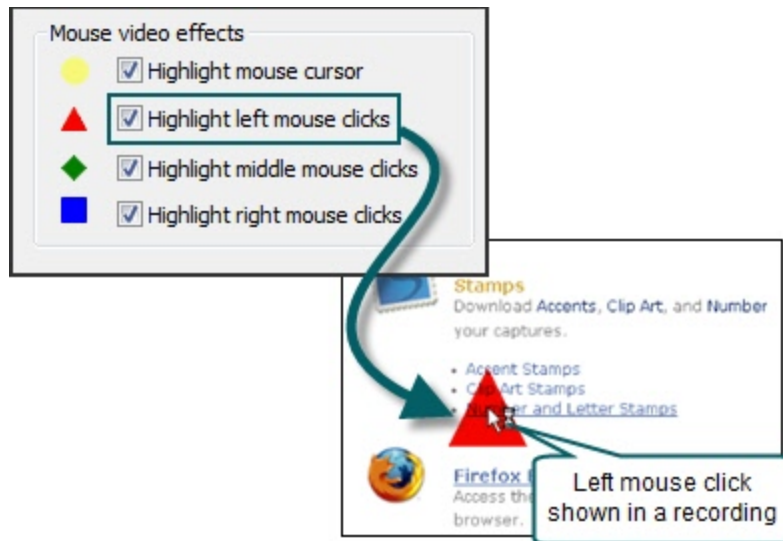 Mouse video effects
Highlight mouse cursor
Highlight left mouse clicks
Highlight middle mouse clicks
Highlight right mouse clicks
Stamps
Download Accents, Clip Art, and Number
your captures.
• Accent Stamps
• Clip Art Stamps
• Number and Letter Stamps
Firefox
Access the
browser.
Left mouse click
shown in a recording